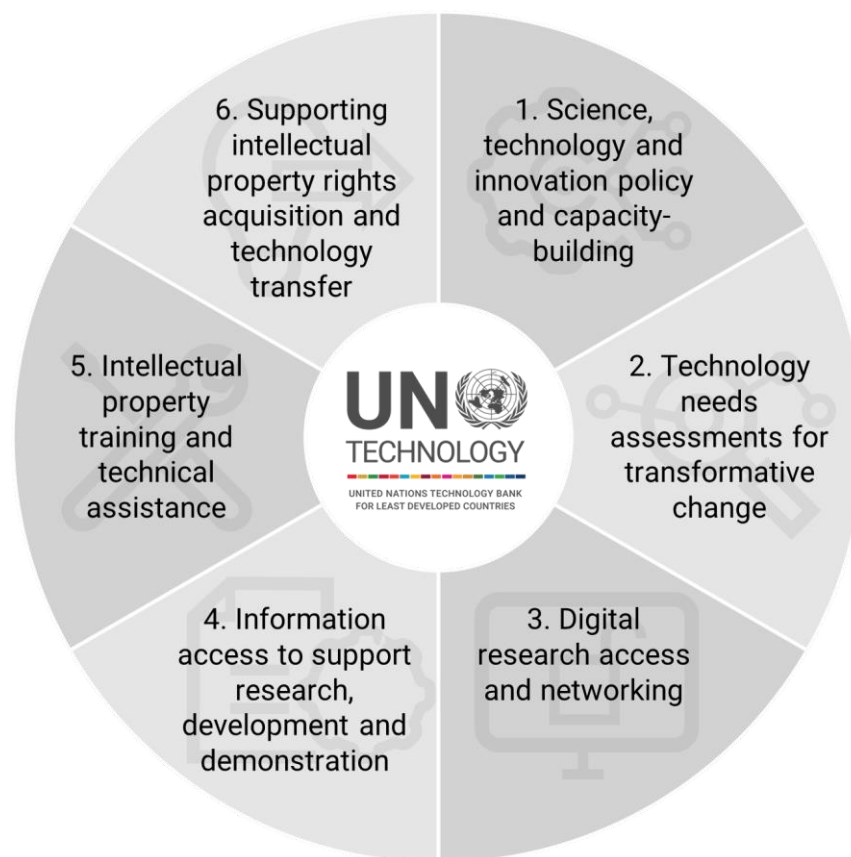 6. Supporting
intellectual
property rights
acquisition and
technology
transfer
1. Science,
technology and
innovation policy
and capacity-
building
5. Intellectual
property
training and
technical
assistance
UN
TECHNOLOGY
UNITED NATIONS TECHNOLOGY BANK
FOR LEAST DEVELOPED COUNTRIES
2. Technology
needs
assessments for
transformative
change
4. Information
access to support
research,
development and
demonstration
3. Digital
research access
and networking